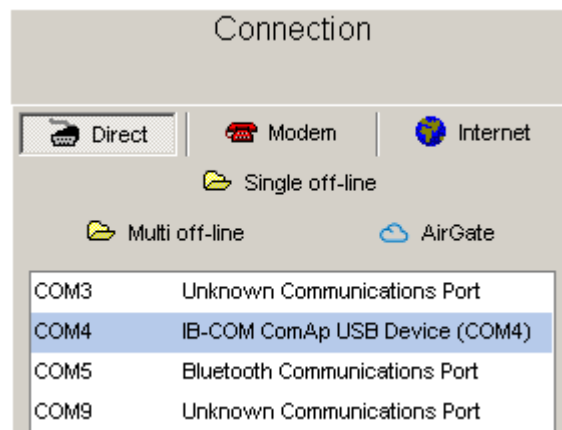 Connection
Direct Modem Internet
Single off-line
Multi off-line AirGate
COM3 Unknown Communications Port
COM4 IB-COM ComAp USB Device (COM4)
COM5 Bluetooth Communications Port
COM9 Unknown Communications Port